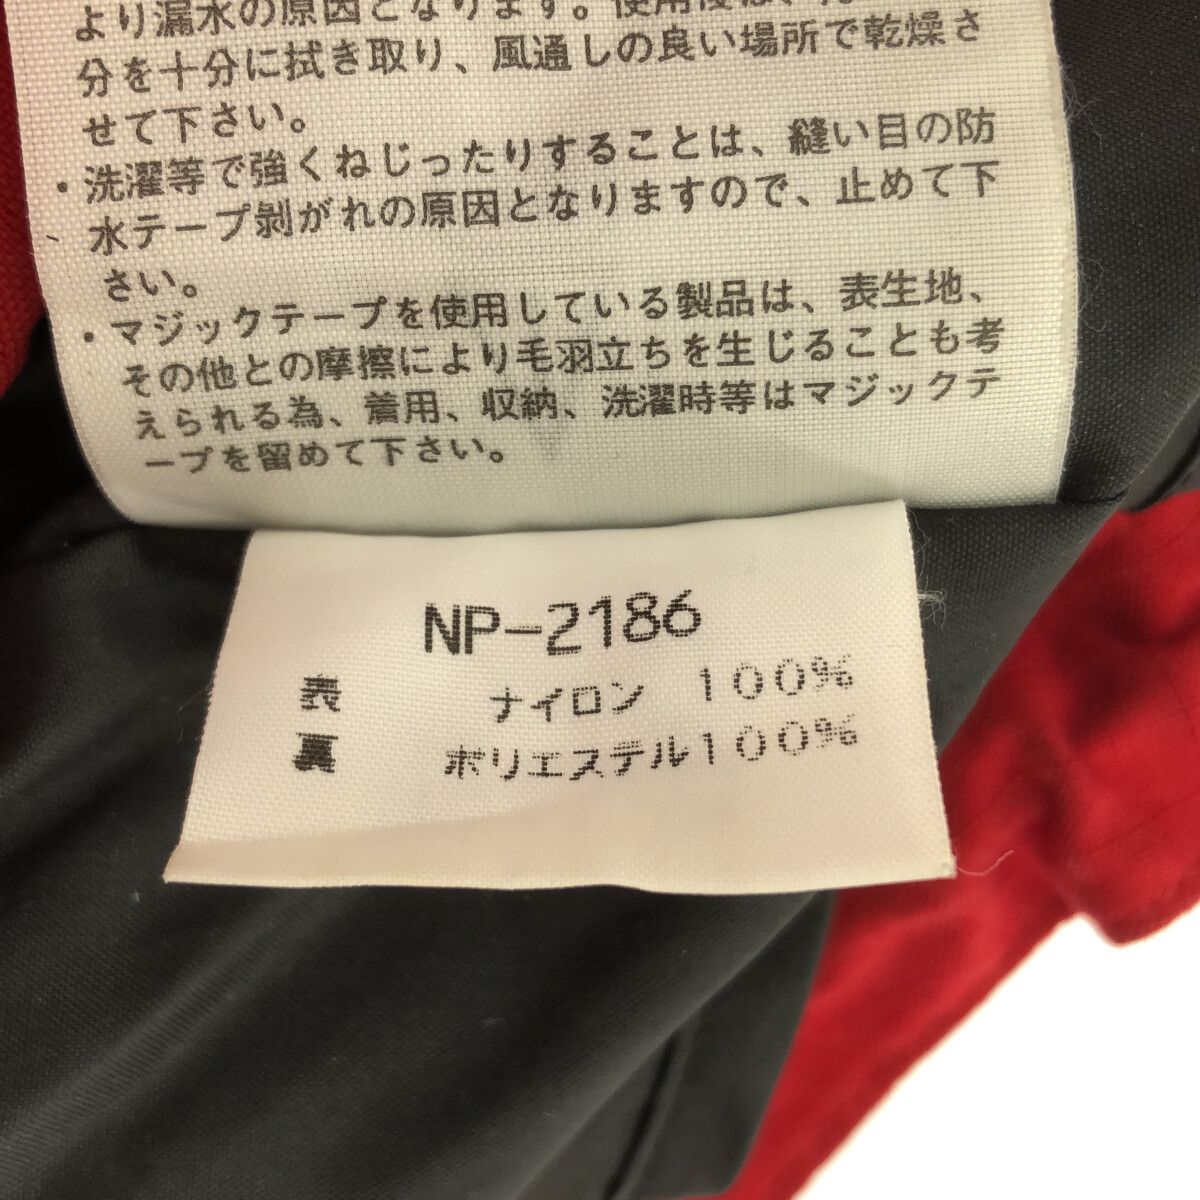 より漏水の原因となります。使用後は、
分を十分に拭き取り、風通しの良い場所で乾燥さ
せて下さい。
・洗濯等で強くねじったりすることは、縫い目の防
水テープ剥がれの原因となりますので、止めて下
さい。
・マジックテープを使用している製品は、表生地、
その他との摩擦により毛羽立ちを生じることも考
えられる為、着用、収納、洗濯時等はマジックテ
ープを留めて下さい。
NP-2186
表 ナイロン 100%
裏 ポリエステル100%